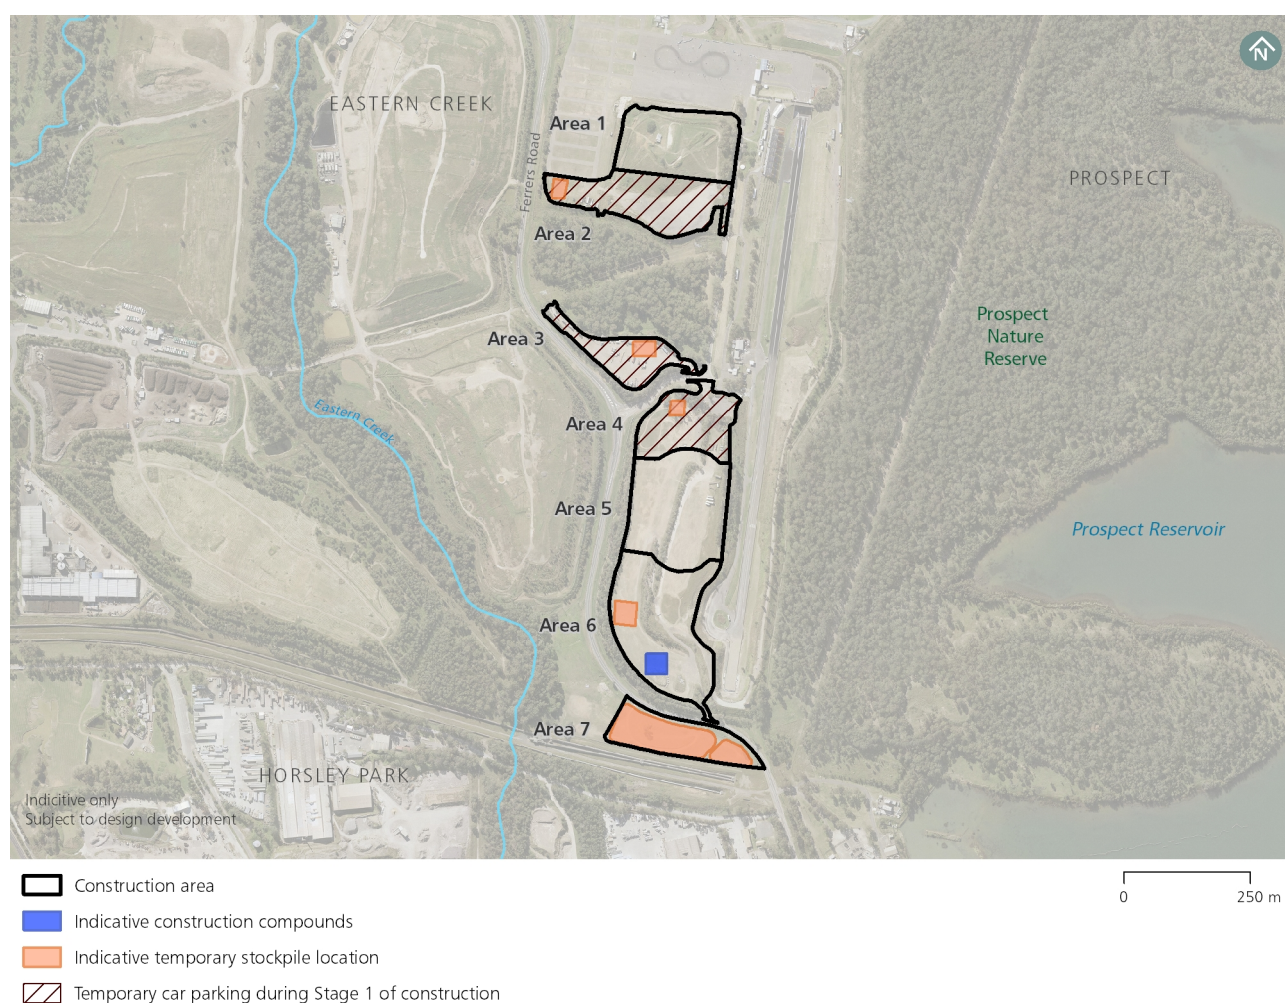 N
EASTERN CREEK
Area 1
Ferrers Road
PROSPECT
Area 2
Prospect
Nature
Reserve
Area 3
Eastern Creek
Area 4
Area 5
Prospect Reservoir
Area 6
Area 7
HORSLEY PARK
Indicitive only
Subject to design development
Construction area
0
250 m
Indicative construction compounds
Indicative temporary stockpile location
Temporary car parking during Stage 1 of construction